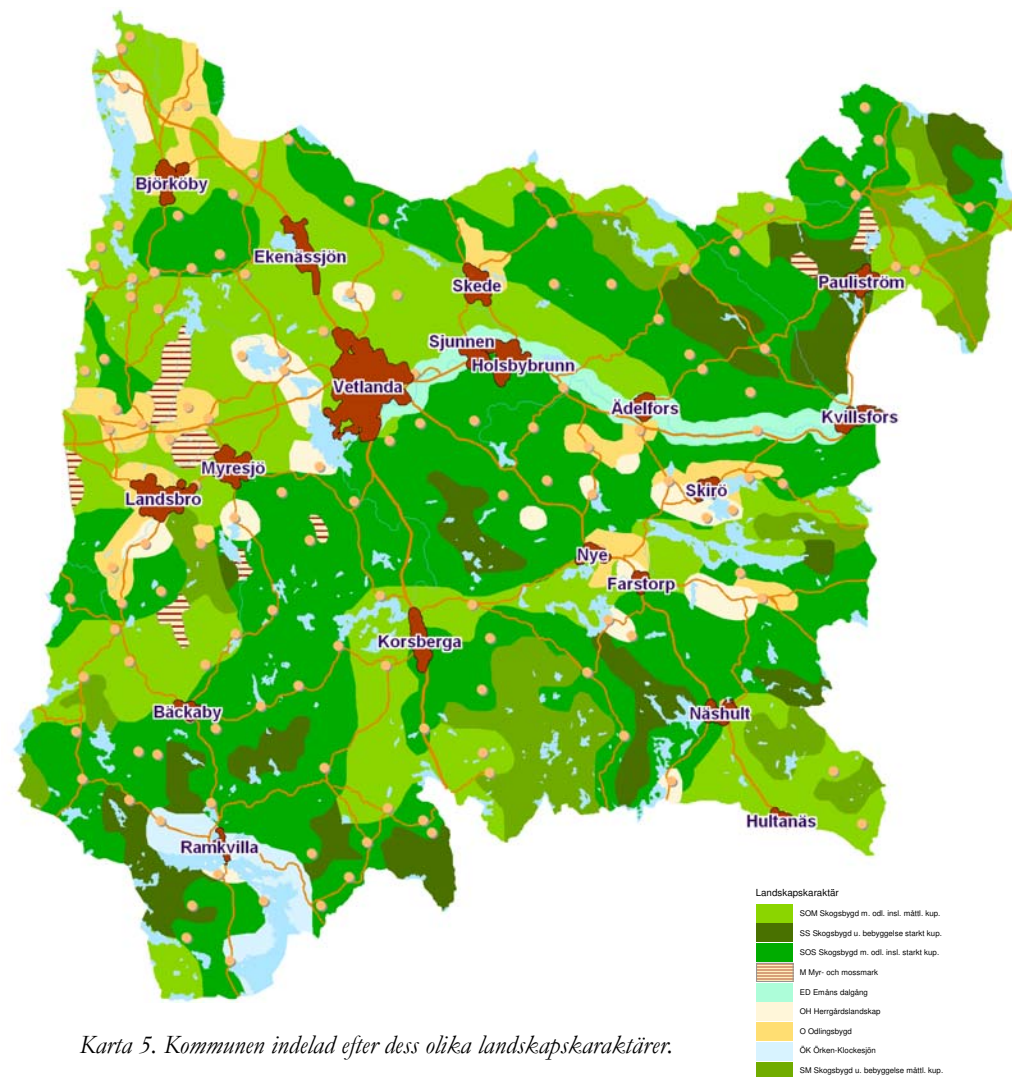 Björköby
Ekenässjön
Skede
Pauliström
Sjunnen
Holsbybrunn
Vetlanda
Ädelfors
Kvillsfors
Myresjö
Landsbro
Skirö
Nye
Farstorp
Korsberga
Bäckaby
Näshult
Hultanäs
Ramkvilla
Landskapskaraktär
SOM Skogsbygd m. odl. insl. måttl. kup.
SS Skogsbygd u. bebyggelse starkt kup.
SOS Skogsbygd m. odl. insl. starkt kup.
M Myr- och mossmark
ED Emåns dalgång
OH Herrgårdslandskap
O Odlingsbygd
ÖK Örken-Klockesjön
SM Skogsbygd u. bebyggelse måttl. kup.
Karta 5. Kommunen indelad efter dess olika landskapskaraktärer.